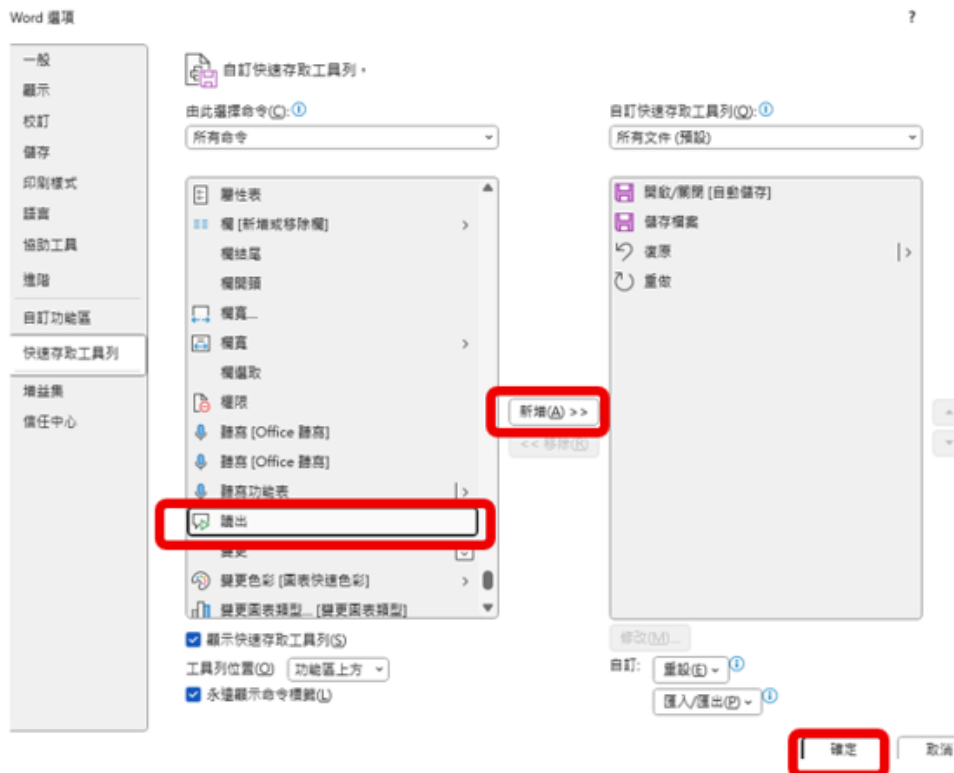 Word 選項
?
一般
顯示
校訂
儲存
印刷樣式
語言
協助工具
進階
自訂功能區
快速存取工具列
增益集
信任中心
自訂快速存取工具列。
由此選擇命令(C):
所有命令
屬性表
欄 [新增或移除欄]
欄結尾
欄開頭
欄寬...
欄寬
欄選取
權限
聽寫 [Office 聽寫]
聽寫 [Office 聽寫]
聽寫功能表
讀出
變更
變更色彩 [圖表快速色彩]
變更圖表類型... [變更圖表類型]
顯示快速存取工具列(S)
工具列位置(O) 功能區上方
永遠顯示命令標籤(L)
新增(A) >>
<< 移除(R)
自訂快速存取工具列(Q):
所有文件 (預設)
開啟/關閉 [自動儲存]
儲存檔案
復原
重做
修改(M)...
自訂: 重設(E)
匯入/匯出(P)
確定
取消